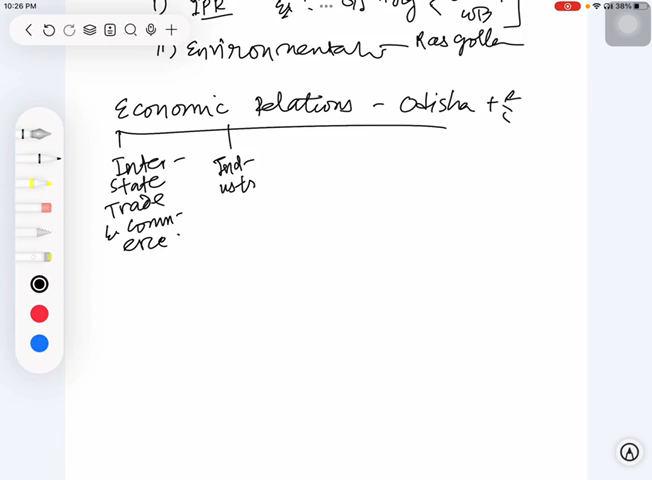 10:26 PM
38%
i) IPR Ex:
WB
ii) Environmental - Rasgolla
Economic Relations - Odisha +
Inter-
State
Trade
& Comm-
erce.
Ind-
ustr